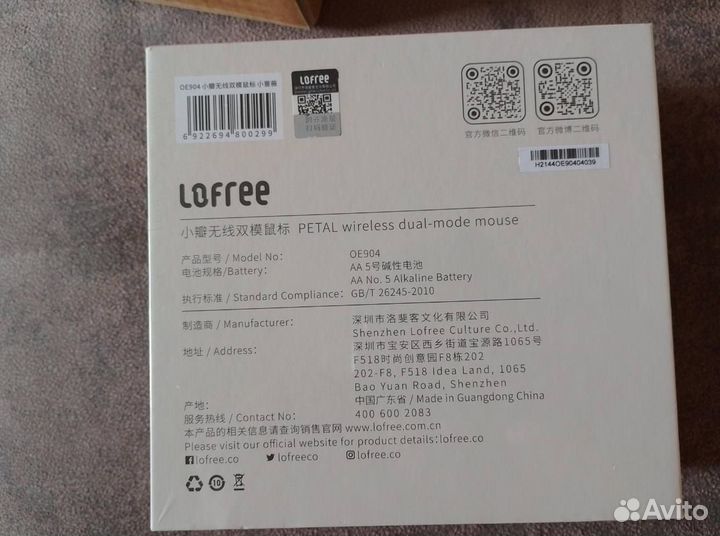 OE904 小瓣无线双模鼠标 小蔷薇
6 922694 800299
LOFREE
官方微信二维码
官方微博二维码
H2144OE90404039
LOFREE
小瓣无线双模鼠标 PETAL wireless dual-mode mouse
产品型号 / Model No: OE904
电池规格/Battery: AA 5号碱性电池
AA No. 5 Alkaline Battery
执行标准 / Standard Compliance: GB/T 26245-2010
制造商 / Manufacturer: 深圳市洛斐客文化有限公司
Shenzhen Lofree Culture Co.,Ltd.
地址 / Address: 深圳市宝安区西乡街道宝源路1065号
F518时尚创意园F8栋202
202-F8, F518 Idea Land, 1065
Bao Yuan Road, Shenzhen
产地: 中国广东省 / Made in Guangdong China
服务热线 / Contact No: 400 600 2083
本产品的相关信息请查询销售官网 www.lofree.com.cn
Please visit our official website for product details:lofree.co
lofree.co lofreeco lofree.co
10
Avito